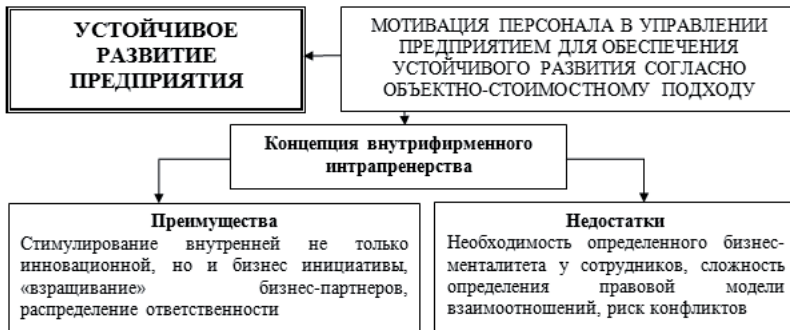 УСТОЙЧИВОЕ
РАЗВИТИЕ
ПРЕДПРИЯТИЯ
МОТИВАЦИЯ ПЕРСОНАЛА В УПРАВЛЕНИИ
ПРЕДПРИЯТИЕМ ДЛЯ ОБЕСПЕЧЕНИЯ
УСТОЙЧИВОГО РАЗВИТИЯ СОГЛАСНО
ОБЪЕКТНО-СТОИМОСТНОМУ ПОДХОДУ
Концепция внутрифирменного
интрапренерства
Преимущества
Стимулирование внутренней не только
инновационной, но и бизнес инициативы,
«взращивание» бизнес-партнеров,
распределение ответственности
Недостатки
Необходимость определенного бизнес-
менталитета у сотрудников, сложность
определения правовой модели
взаимоотношений, риск конфликтов